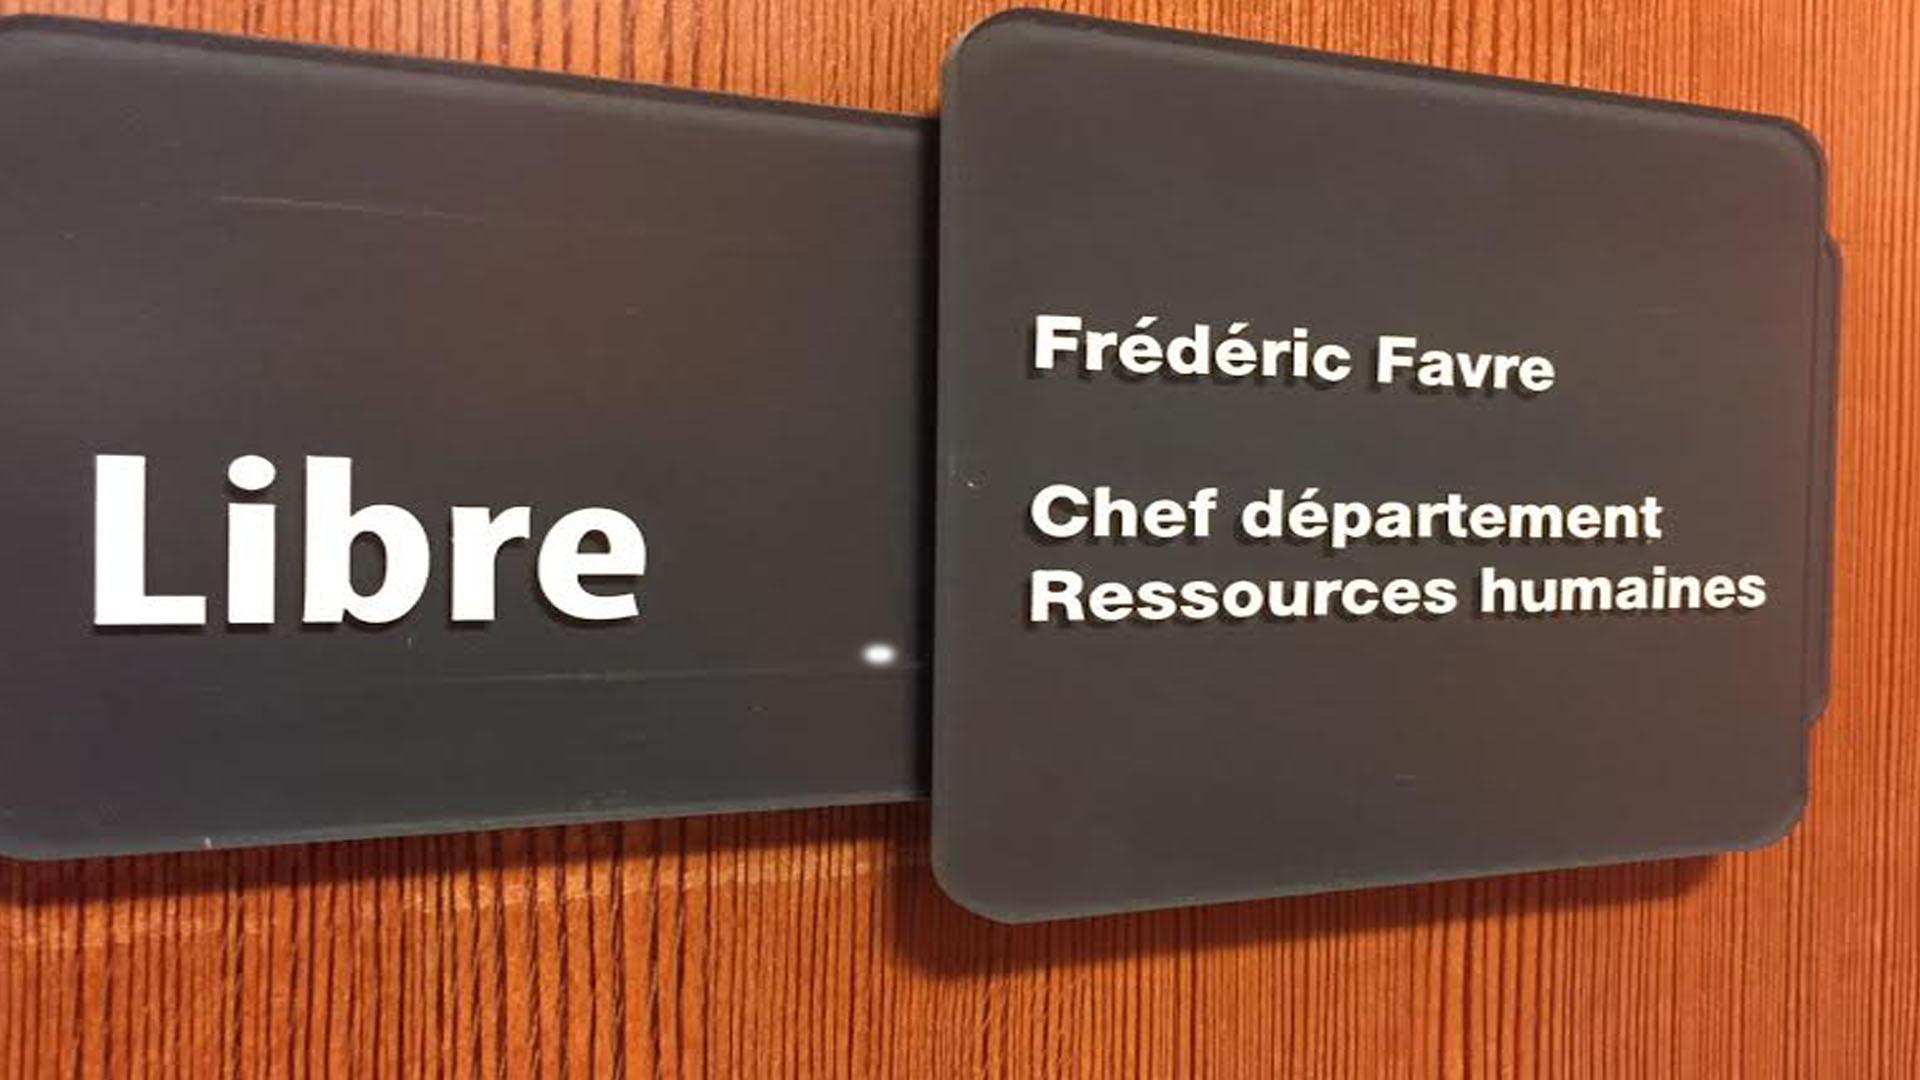 Libre
Frédéric Favre
Chef département
Ressources humaines